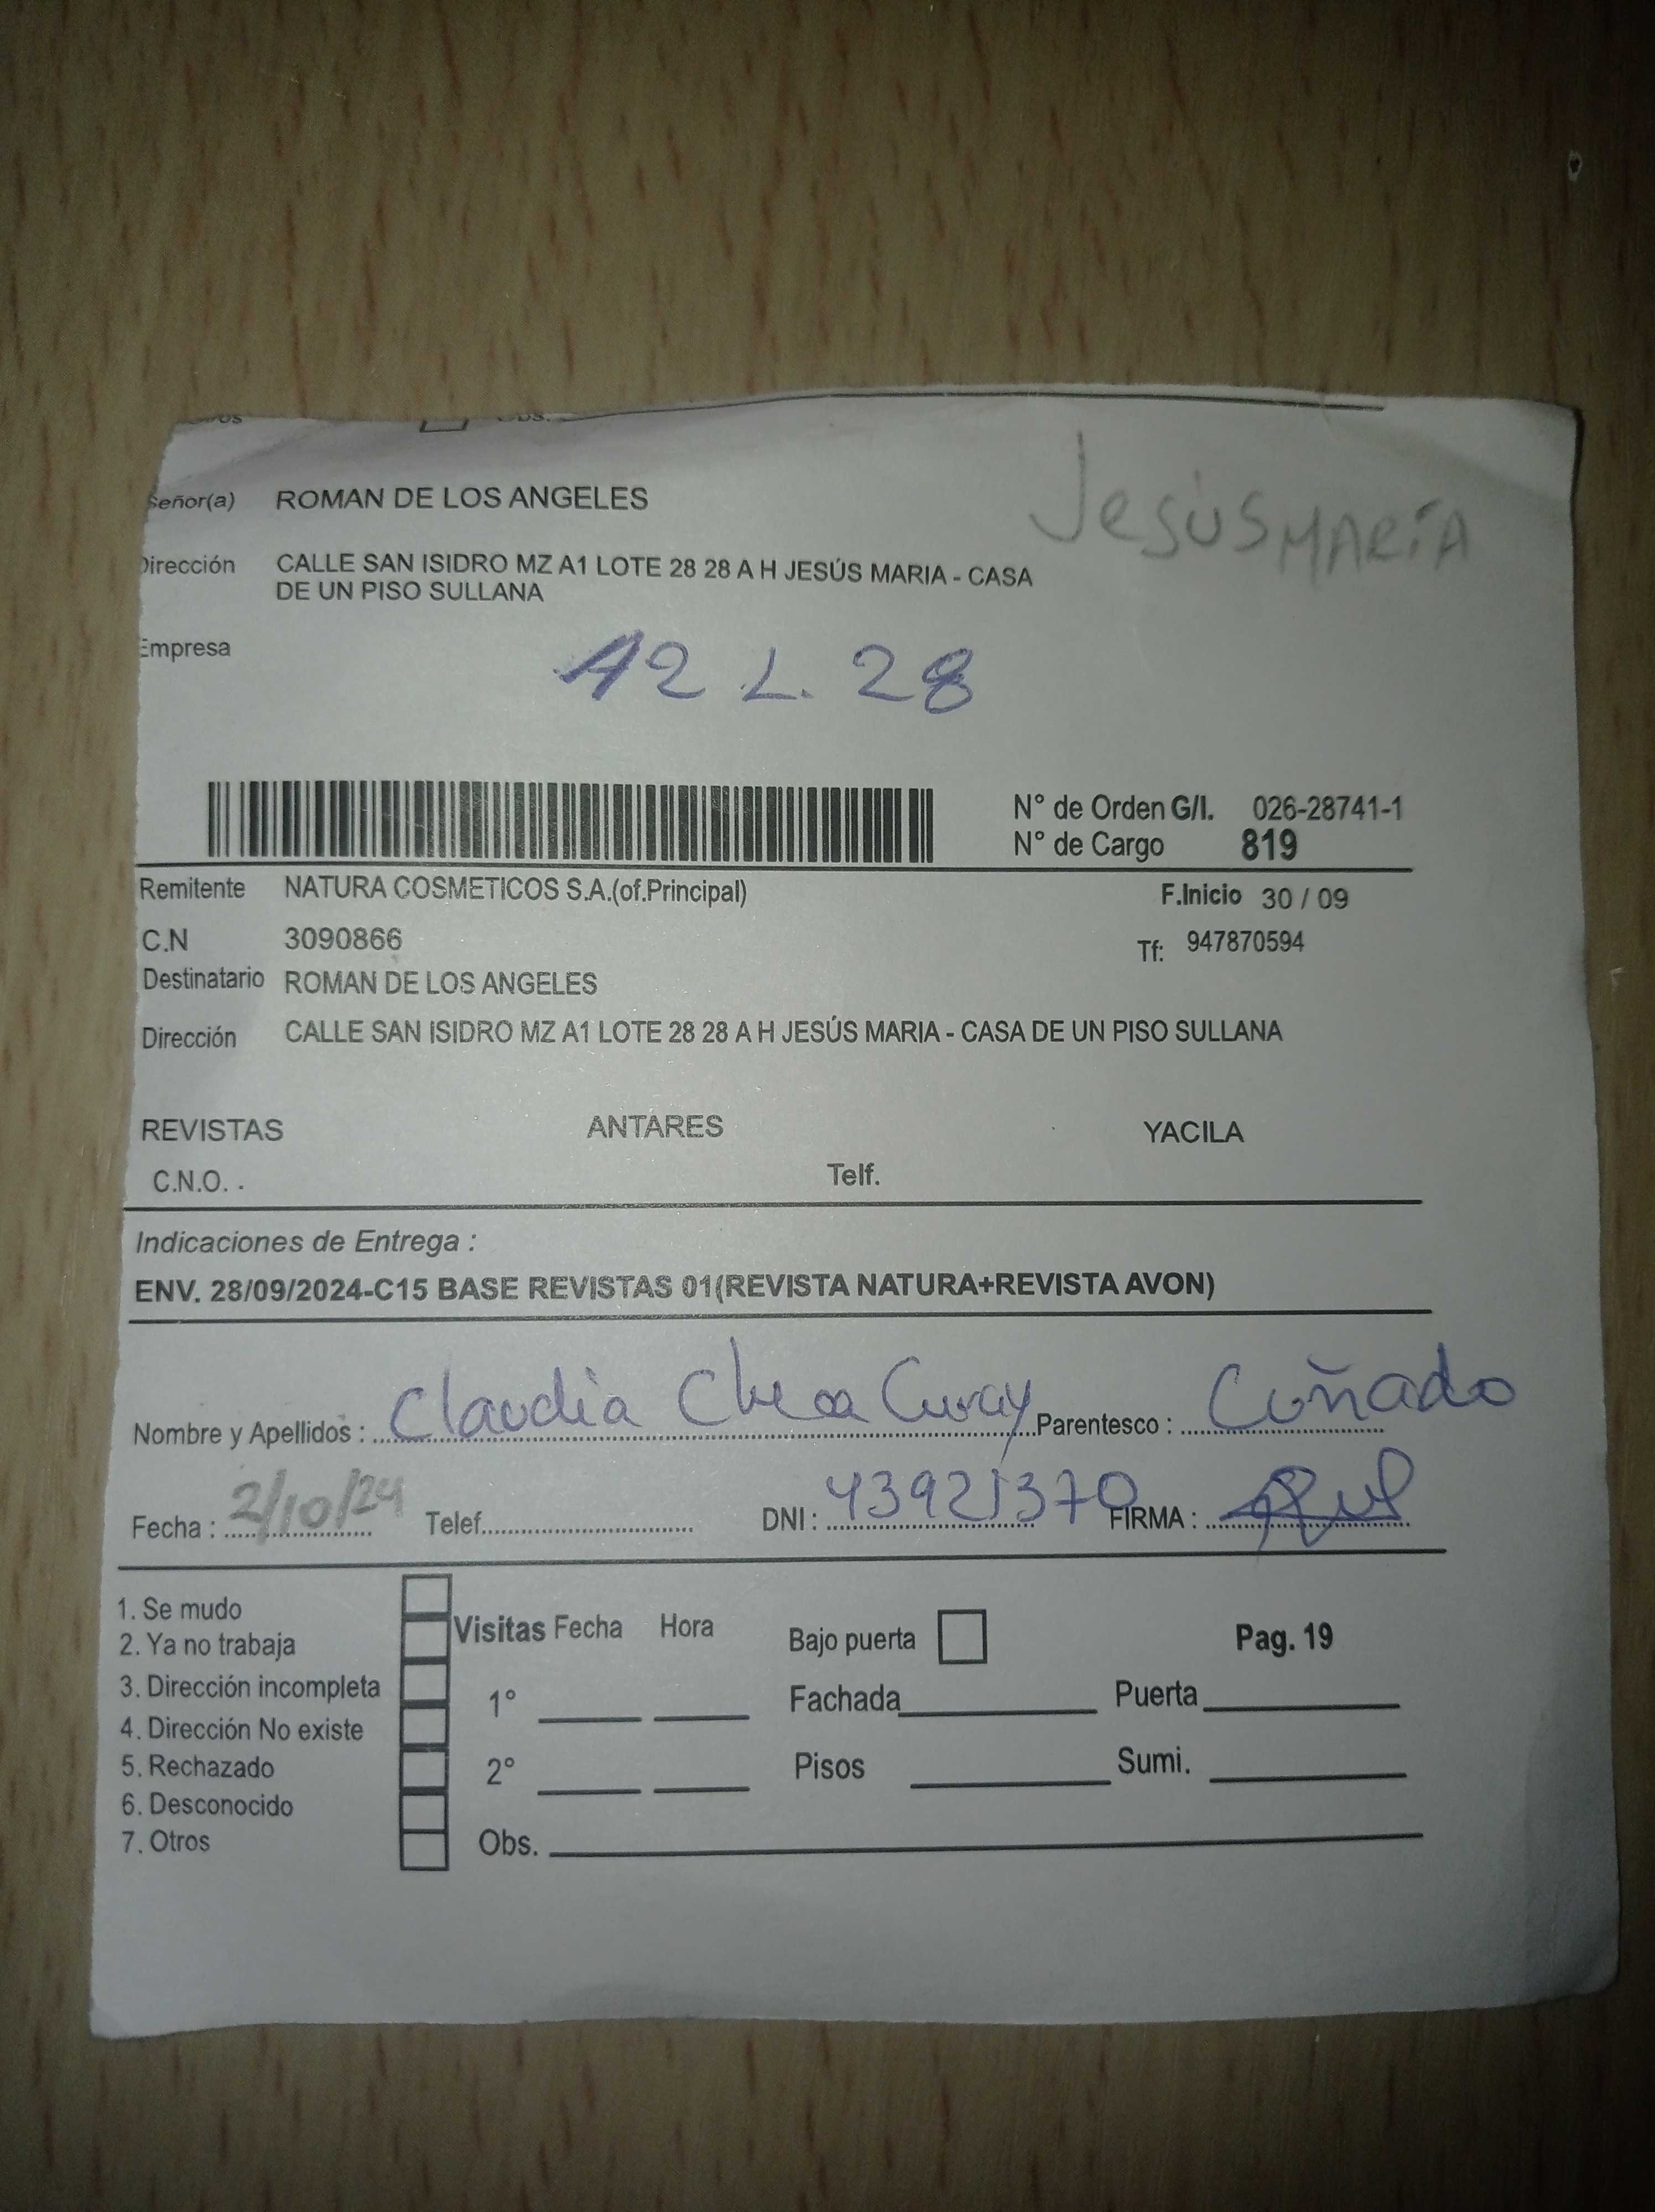 Señor(a) ROMAN DE LOS ANGELES
Jesús MARÍA
Dirección CALLE SAN ISIDRO MZ A1 LOTE 28 28 A H JESÚS MARIA - CASA
DE UN PISO SULLANA
Empresa
A2 L. 28
N° de Orden G/I. 026-28741-1
N° de Cargo 819
Remitente NATURA COSMETICOS S.A.(of.Principal) F.Inicio 30 / 09
C.N 3090866 Tf: 947870594
Destinatario ROMAN DE LOS ANGELES
Dirección CALLE SAN ISIDRO MZ A1 LOTE 28 28 A H JESÚS MARIA - CASA DE UN PISO SULLANA
REVISTAS ANTARES YACILA
C.N.O. . Telf.
Indicaciones de Entrega :
ENV. 28/09/2024-C15 BASE REVISTAS 01(REVISTA NATURA+REVISTA AVON)
Nombre y Apellidos : Claudia Curay Parentesco : Cuñado
Fecha : 2/10/24 Telef. DNI : 43921370 FIRMA :
1. Se mudo
2. Ya no trabaja
3. Dirección incompleta
4. Dirección No existe
5. Rechazado
6. Desconocido
7. Otros
Visitas Fecha Hora
1°
2°
Obs.
Bajo puerta Pag. 19
Fachada Puerta
Pisos Sumi.